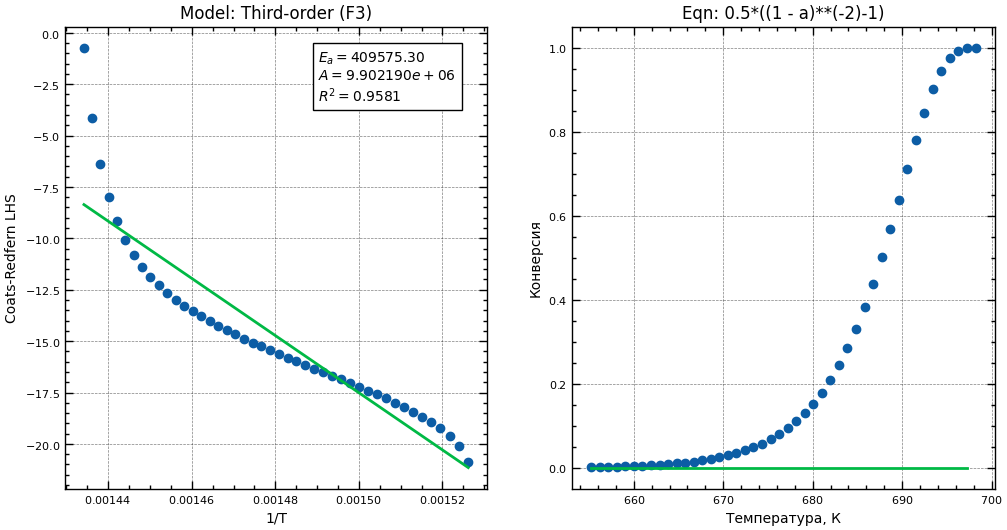 Model: Third-order (F3)
0.0
−2.5
−5.0
−7.5
−10.0
−12.5
−15.0
−17.5
−20.0
Coats-Redfern LHS
E_a = 409575.30
A = 9.902190e + 06
R² = 0.9581
0.00144 0.00146 0.00148 0.00150 0.00152
1/T
Eqn: 0.5*((1 - a)**(-2)-1)
1.0
0.8
0.6
0.4
0.2
0.0
Конверсия
660 670 680 690 700
Температура, К